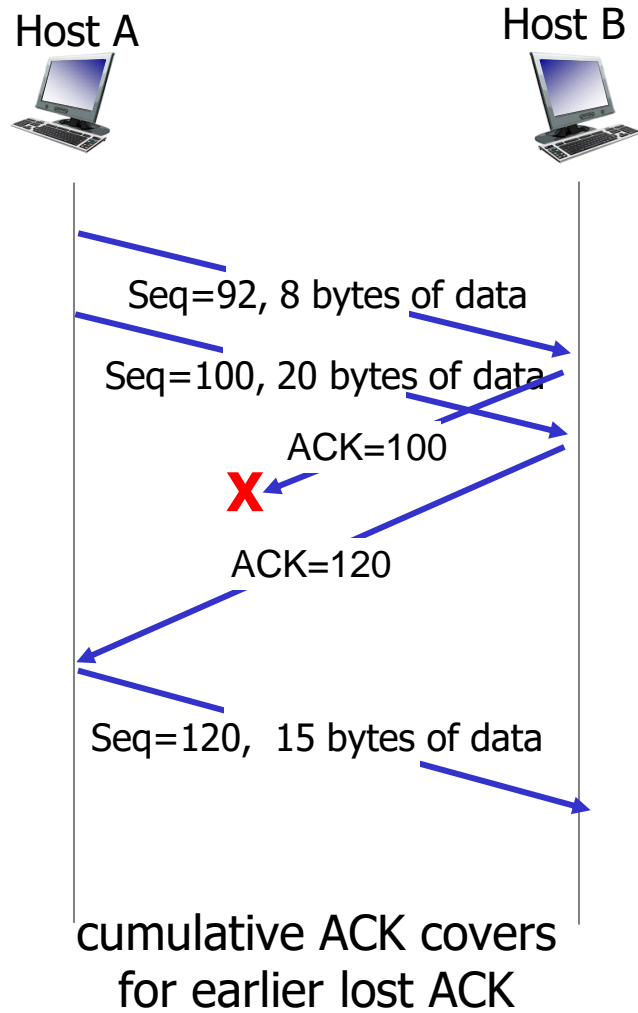 Host A
Host B
Seq=92, 8 bytes of data
Seq=100, 20 bytes of data
ACK=100
X
ACK=120
Seq=120, 15 bytes of data
cumulative ACK covers
for earlier lost ACK